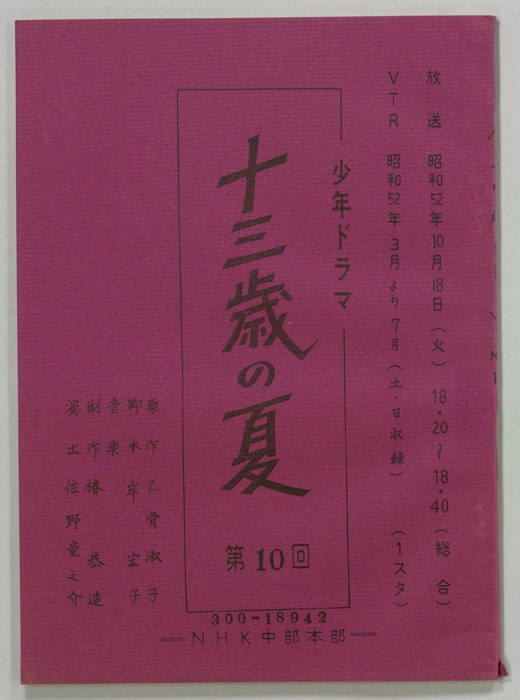 放送 昭和52年10月18日(火) 18・20〜18・40(総合)
VTR 昭和52年3月より7月(土・日収録) (1スタ)
少年ドラマ
十三歳の夏
第10回
原作 乙骨淑子
脚本 岸宏子
音楽
制作 椿恭造
演出 佐野竜之介
300-18942
NHK中部本部